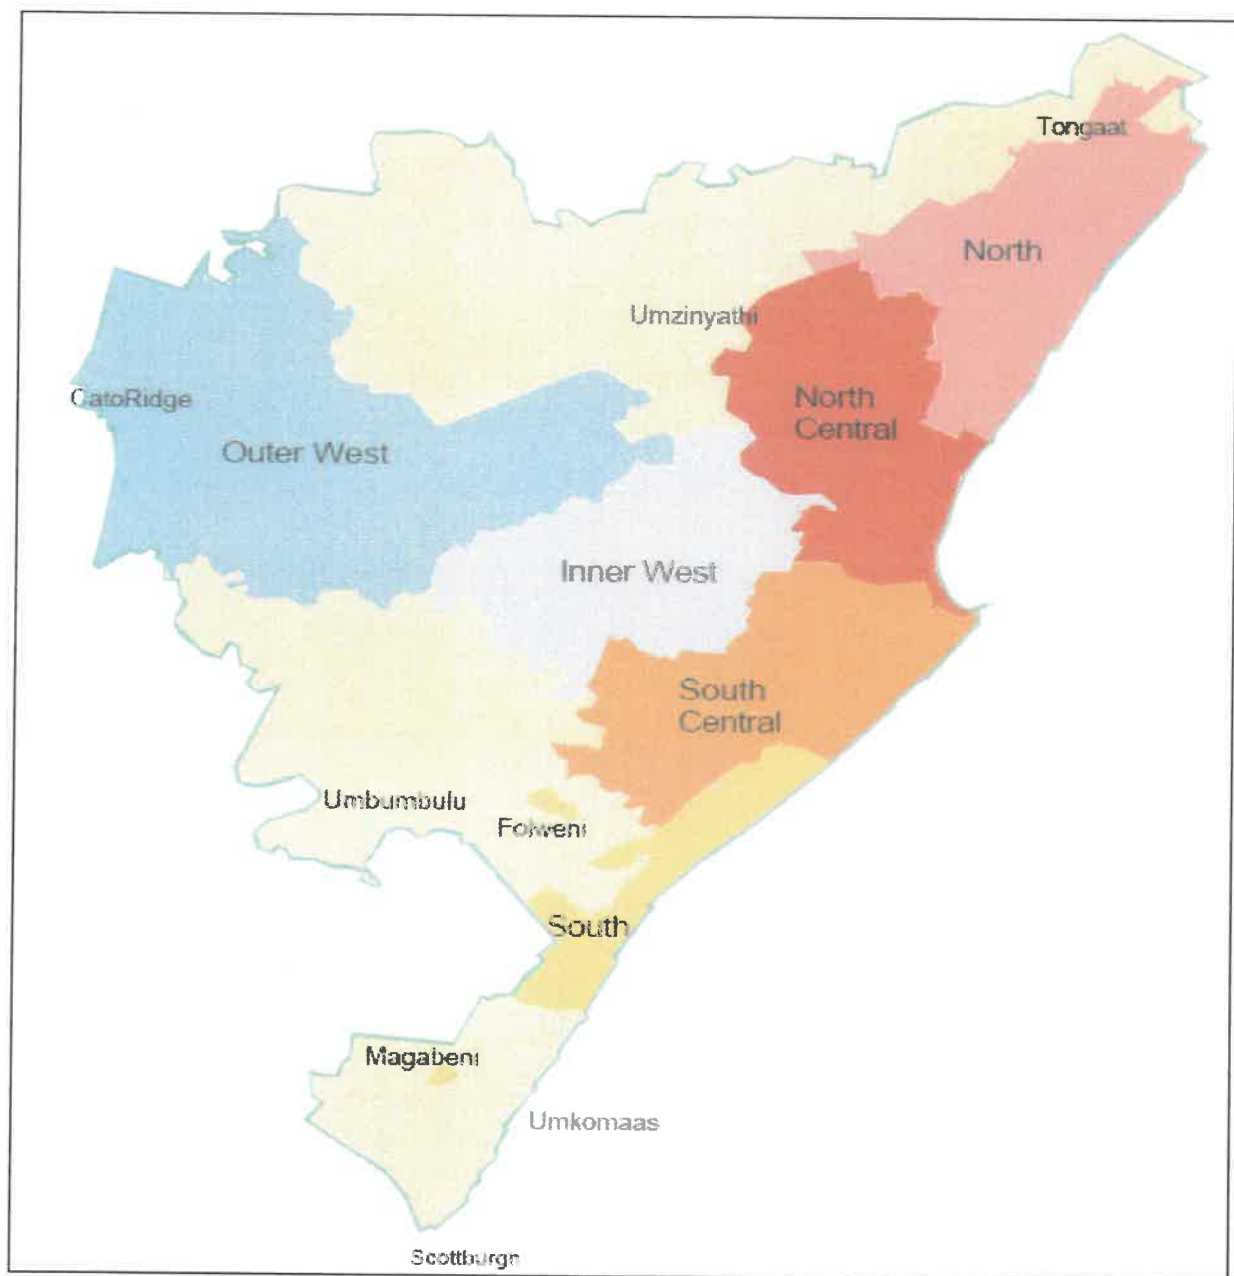 Tongaat
North
Umzinyathi
CatoRidge
North
Central
Outer West
Inner West
South
Central
Umbumbulu
Folweni
South
Magabeni
Umkomaas
Scottburgh